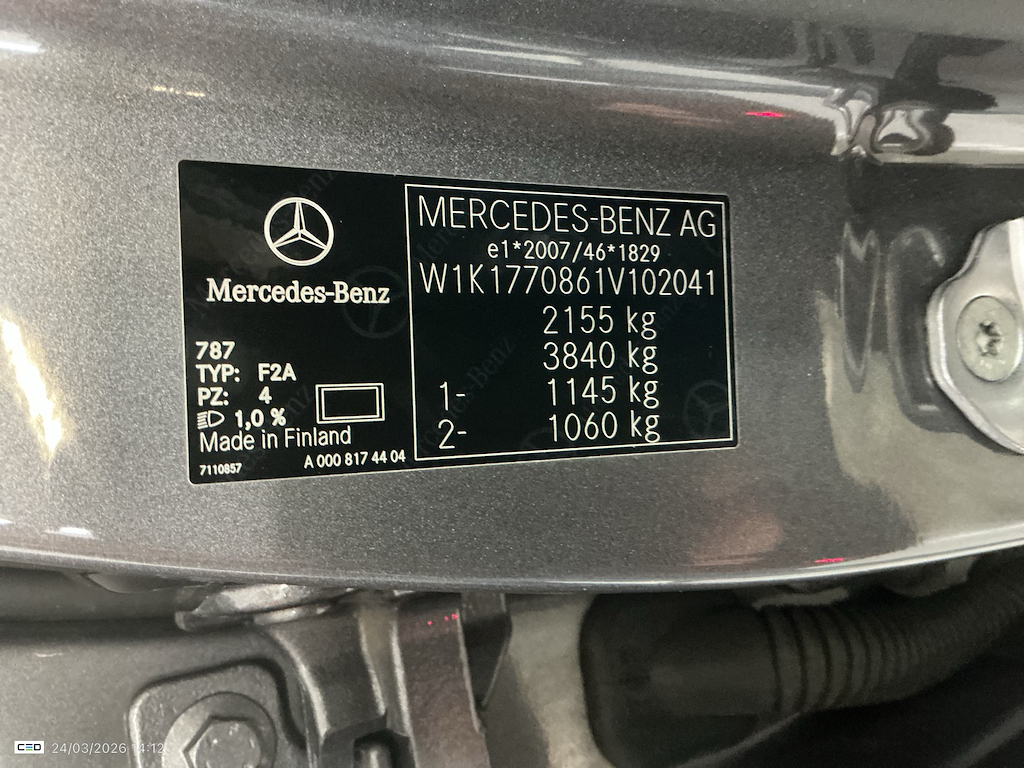 Mercedes-Benz
787
TYP: F2A
PZ: 4
1,0 %
Made in Finland
7110857 A 000 817 44 04
MERCEDES-BENZ AG
e1*2007/46*1829
W1K1770861V102041
2155 kg
3840 kg
1- 1145 kg
2- 1060 kg
CEO 24/03/2026 14:12